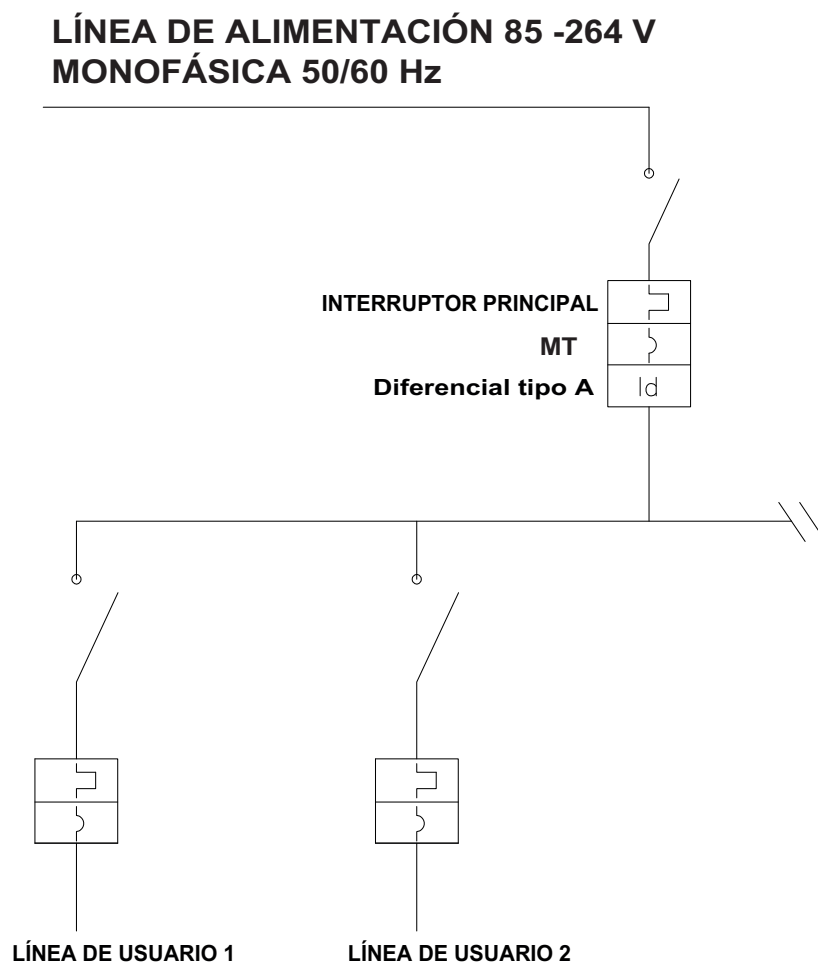 LÍNEA DE ALIMENTACIÓN 85 -264 V
MONOFÁSICA 50/60 Hz
INTERRUPTOR PRINCIPAL
MT
Diferencial tipo A
Id
LÍNEA DE USUARIO 1
LÍNEA DE USUARIO 2